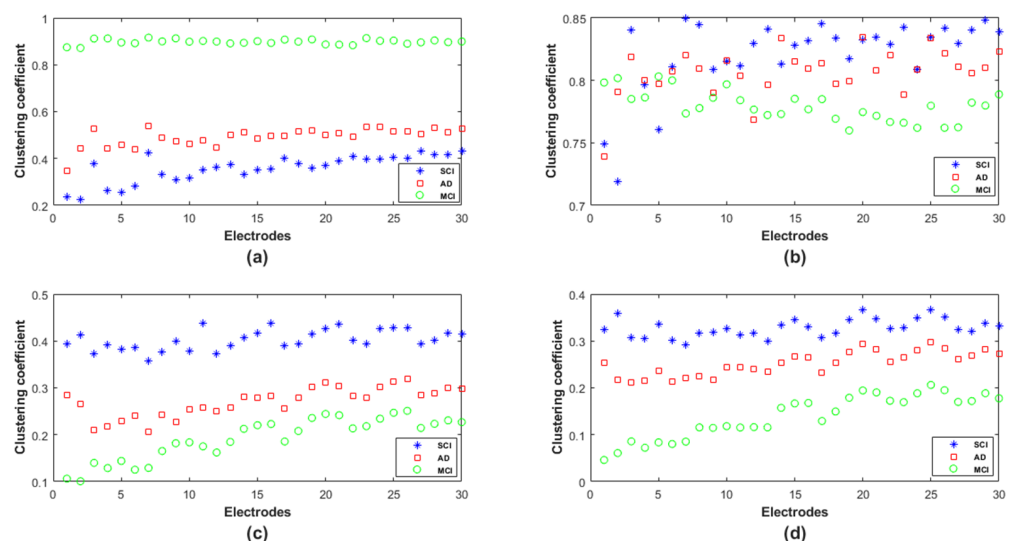 Clustering coefficient
1
0.8
0.6
0.4
0.2
0 5 10 15 20 25 30
Electrodes
SCI
AD
MCI
(a)
Clustering coefficient
0.85
0.8
0.75
0.7
0 5 10 15 20 25 30
Electrodes
SCI
AD
MCI
(b)
Clustering coefficient
0.5
0.4
0.3
0.2
0.1
0 5 10 15 20 25 30
Electrodes
SCI
AD
MCI
(c)
Clustering coefficient
0.4
0.3
0.2
0.1
0
0 5 10 15 20 25 30
Electrodes
SCI
AD
MCI
(d)